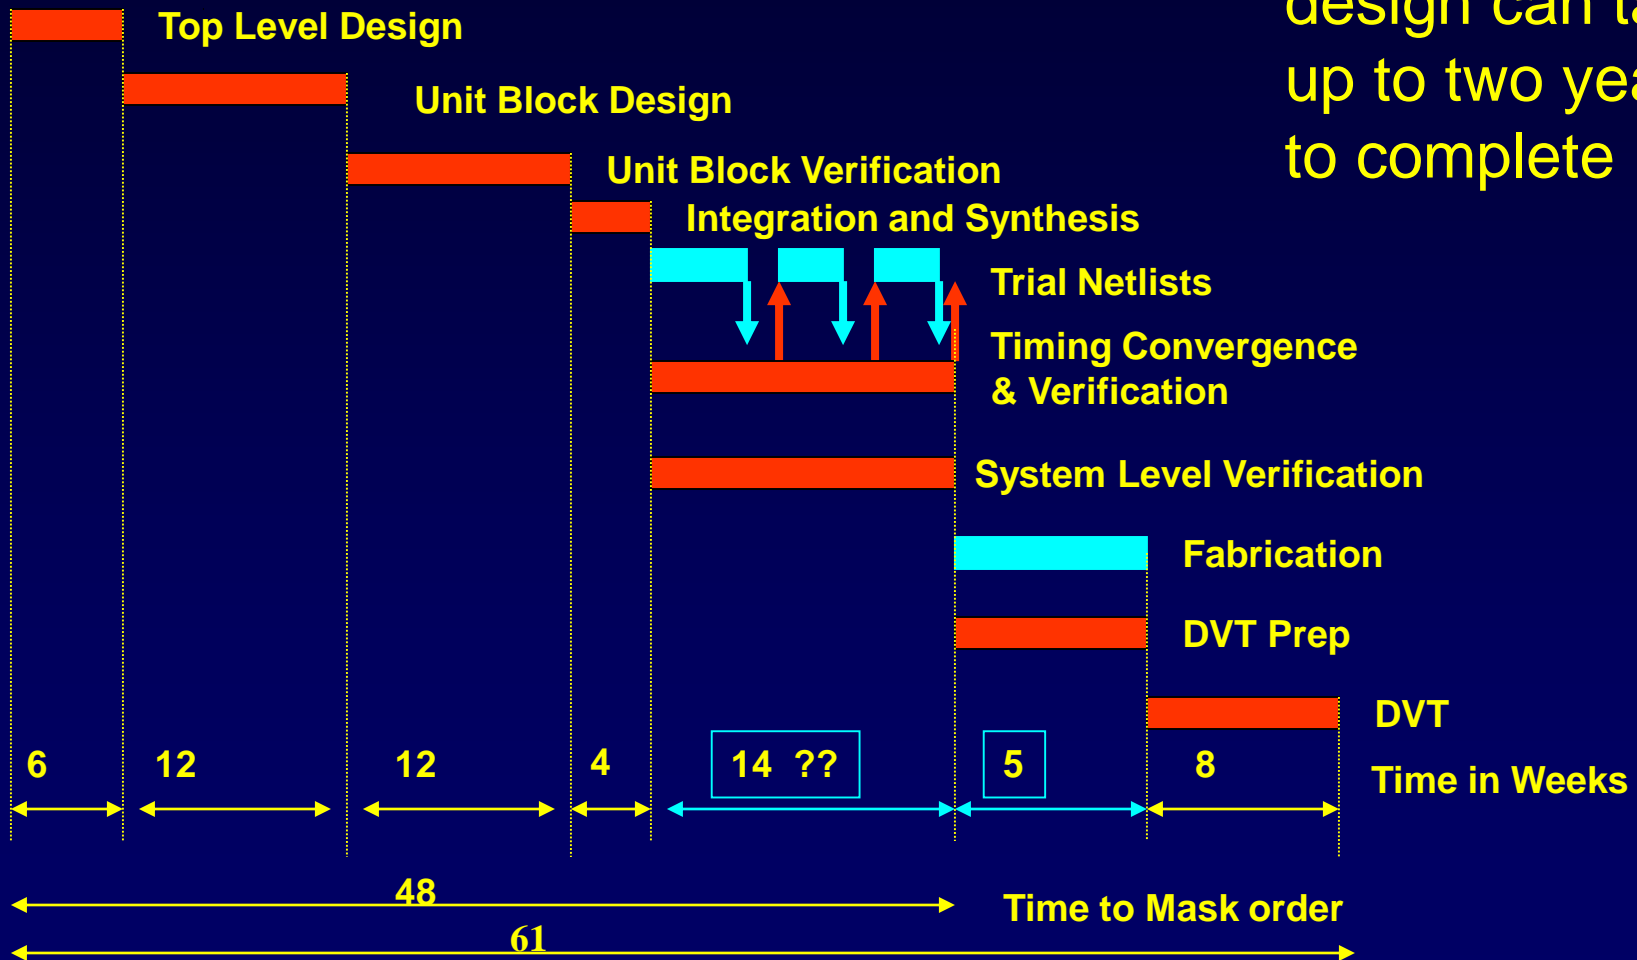 Top Level Design
design can
up to two
to complete
Unit Block Design
Unit Block Verification
Integration and Synthesis
Trial Netlists
Timing Convergence
& Verification
System Level Verification
Fabrication
DVT Prep
DVT
6 12 12 4 14 ?? 5 8
Time in Weeks
48
Time to Mask order
61